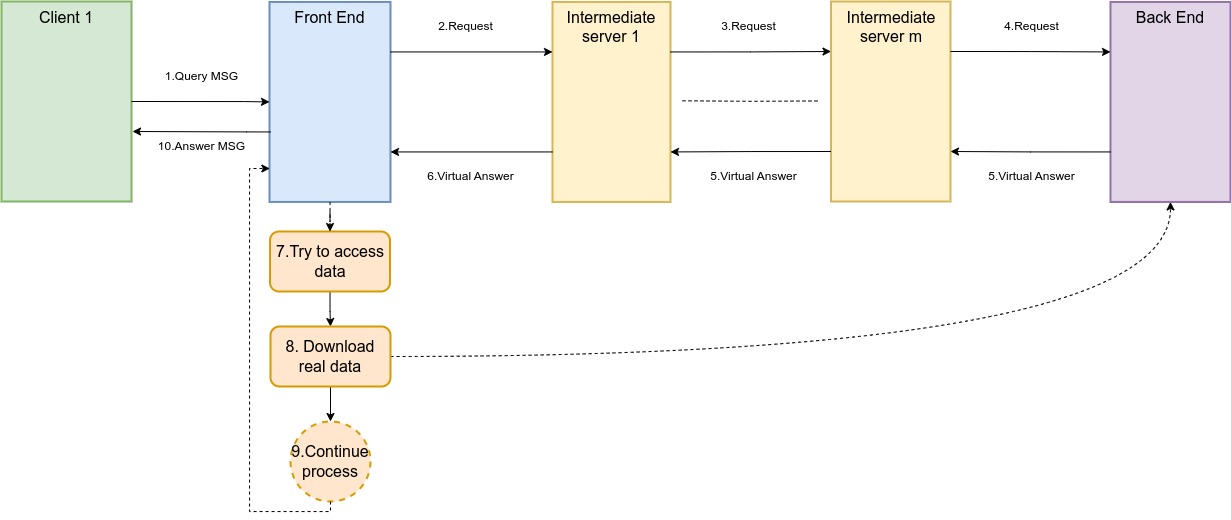 Client 1
Front End
Intermediate
server 1
Intermediate
server m
Back End
2.Request
3.Request
4.Request
1.Query MSG
10.Answer MSG
6.Virtual Answer
5.Virtual Answer
5.Virtual Answer
7.Try to access
data
8. Download
real data
9.Continue
process